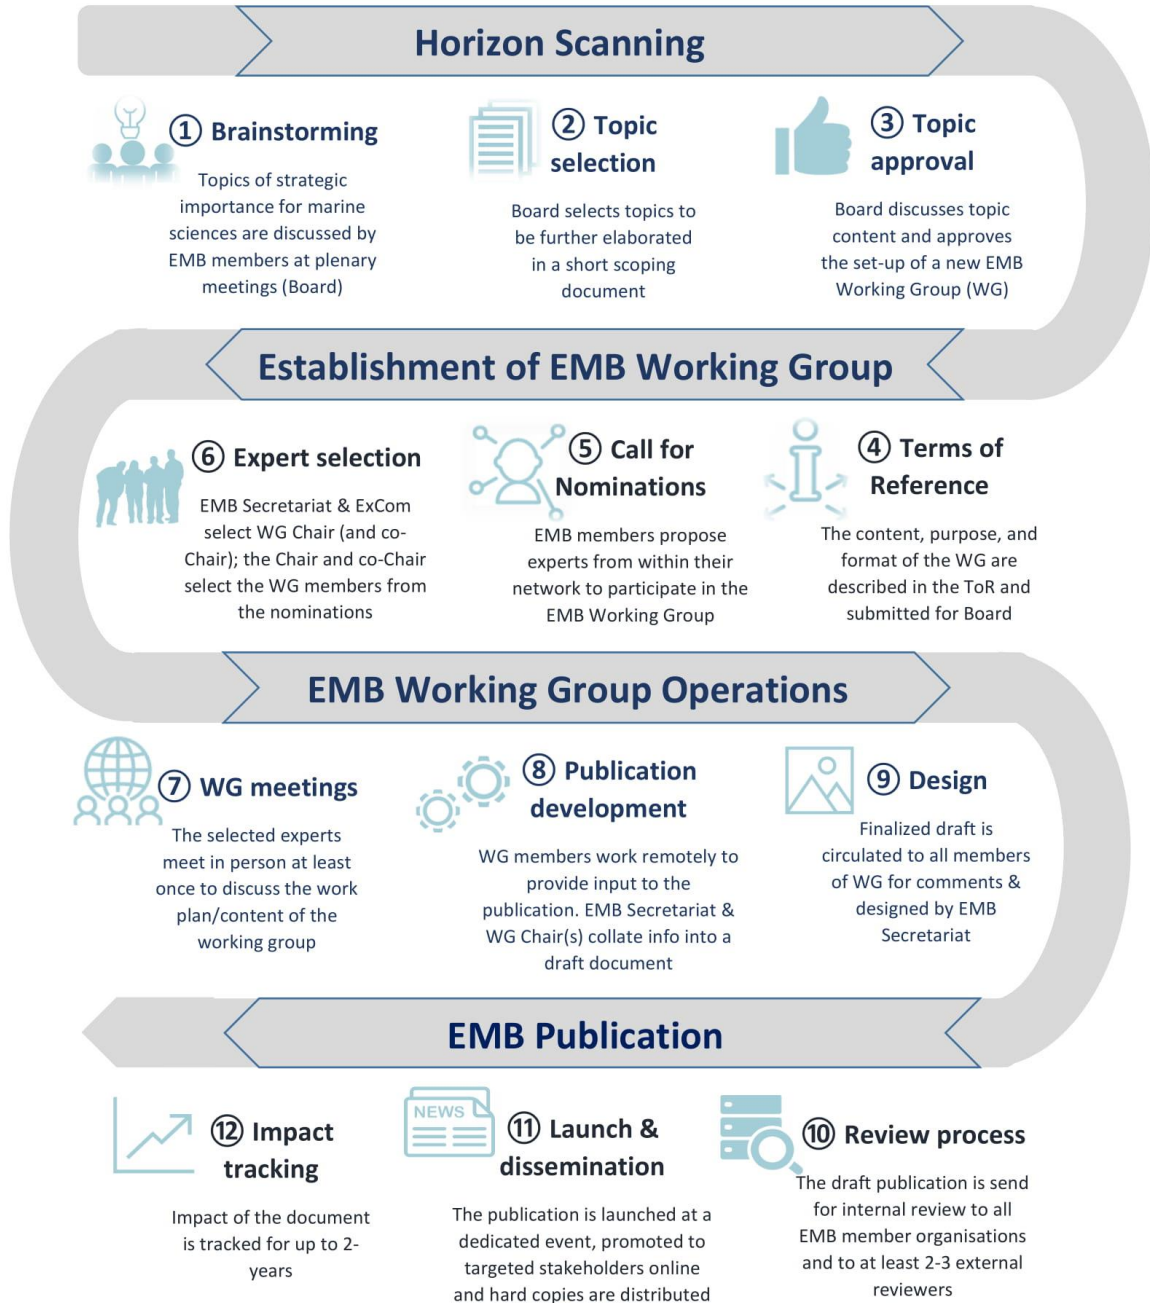 Horizon Scanning
① Brainstorming
Topics of strategic
importance for marine
sciences are discussed by
EMB members at plenary
meetings (Board)
② Topic
selection
Board selects topics to
be further elaborated
in a short scoping
document
③ Topic
approval
Board discusses topic
content and approves
the set-up of a new EMB
Working Group (WG)
Establishment of EMB Working Group
④ Terms of
Reference
The content, purpose, and
format of the WG are
described in the ToR and
submitted for Board
⑤ Call for
Nominations
EMB members propose
experts from within their
network to participate in the
EMB Working Group
⑥ Expert selection
EMB Secretariat & ExCom
select WG Chair (and co-
Chair); the Chair and co-Chair
select the WG members from
the nominations
EMB Working Group Operations
⑦ WG meetings
The selected experts
meet in person at least
once to discuss the work
plan/content of the
working group
⑧ Publication
development
WG members work remotely to
provide input to the
publication. EMB Secretariat &
WG Chair(s) collate info into a
draft document
⑨ Design
Finalized draft is
circulated to all members
of WG for comments &
designed by EMB
Secretariat
EMB Publication
⑩ Review process
The draft publication is send
for internal review to all
EMB member organisations
and to at least 2-3 external
reviewers
NEWS
⑪ Launch &
dissemination
The publication is launched at a
dedicated event, promoted to
targeted stakeholders online
and hard copies are distributed
⑫ Impact
tracking
Impact of the document
is tracked for up to 2-
years